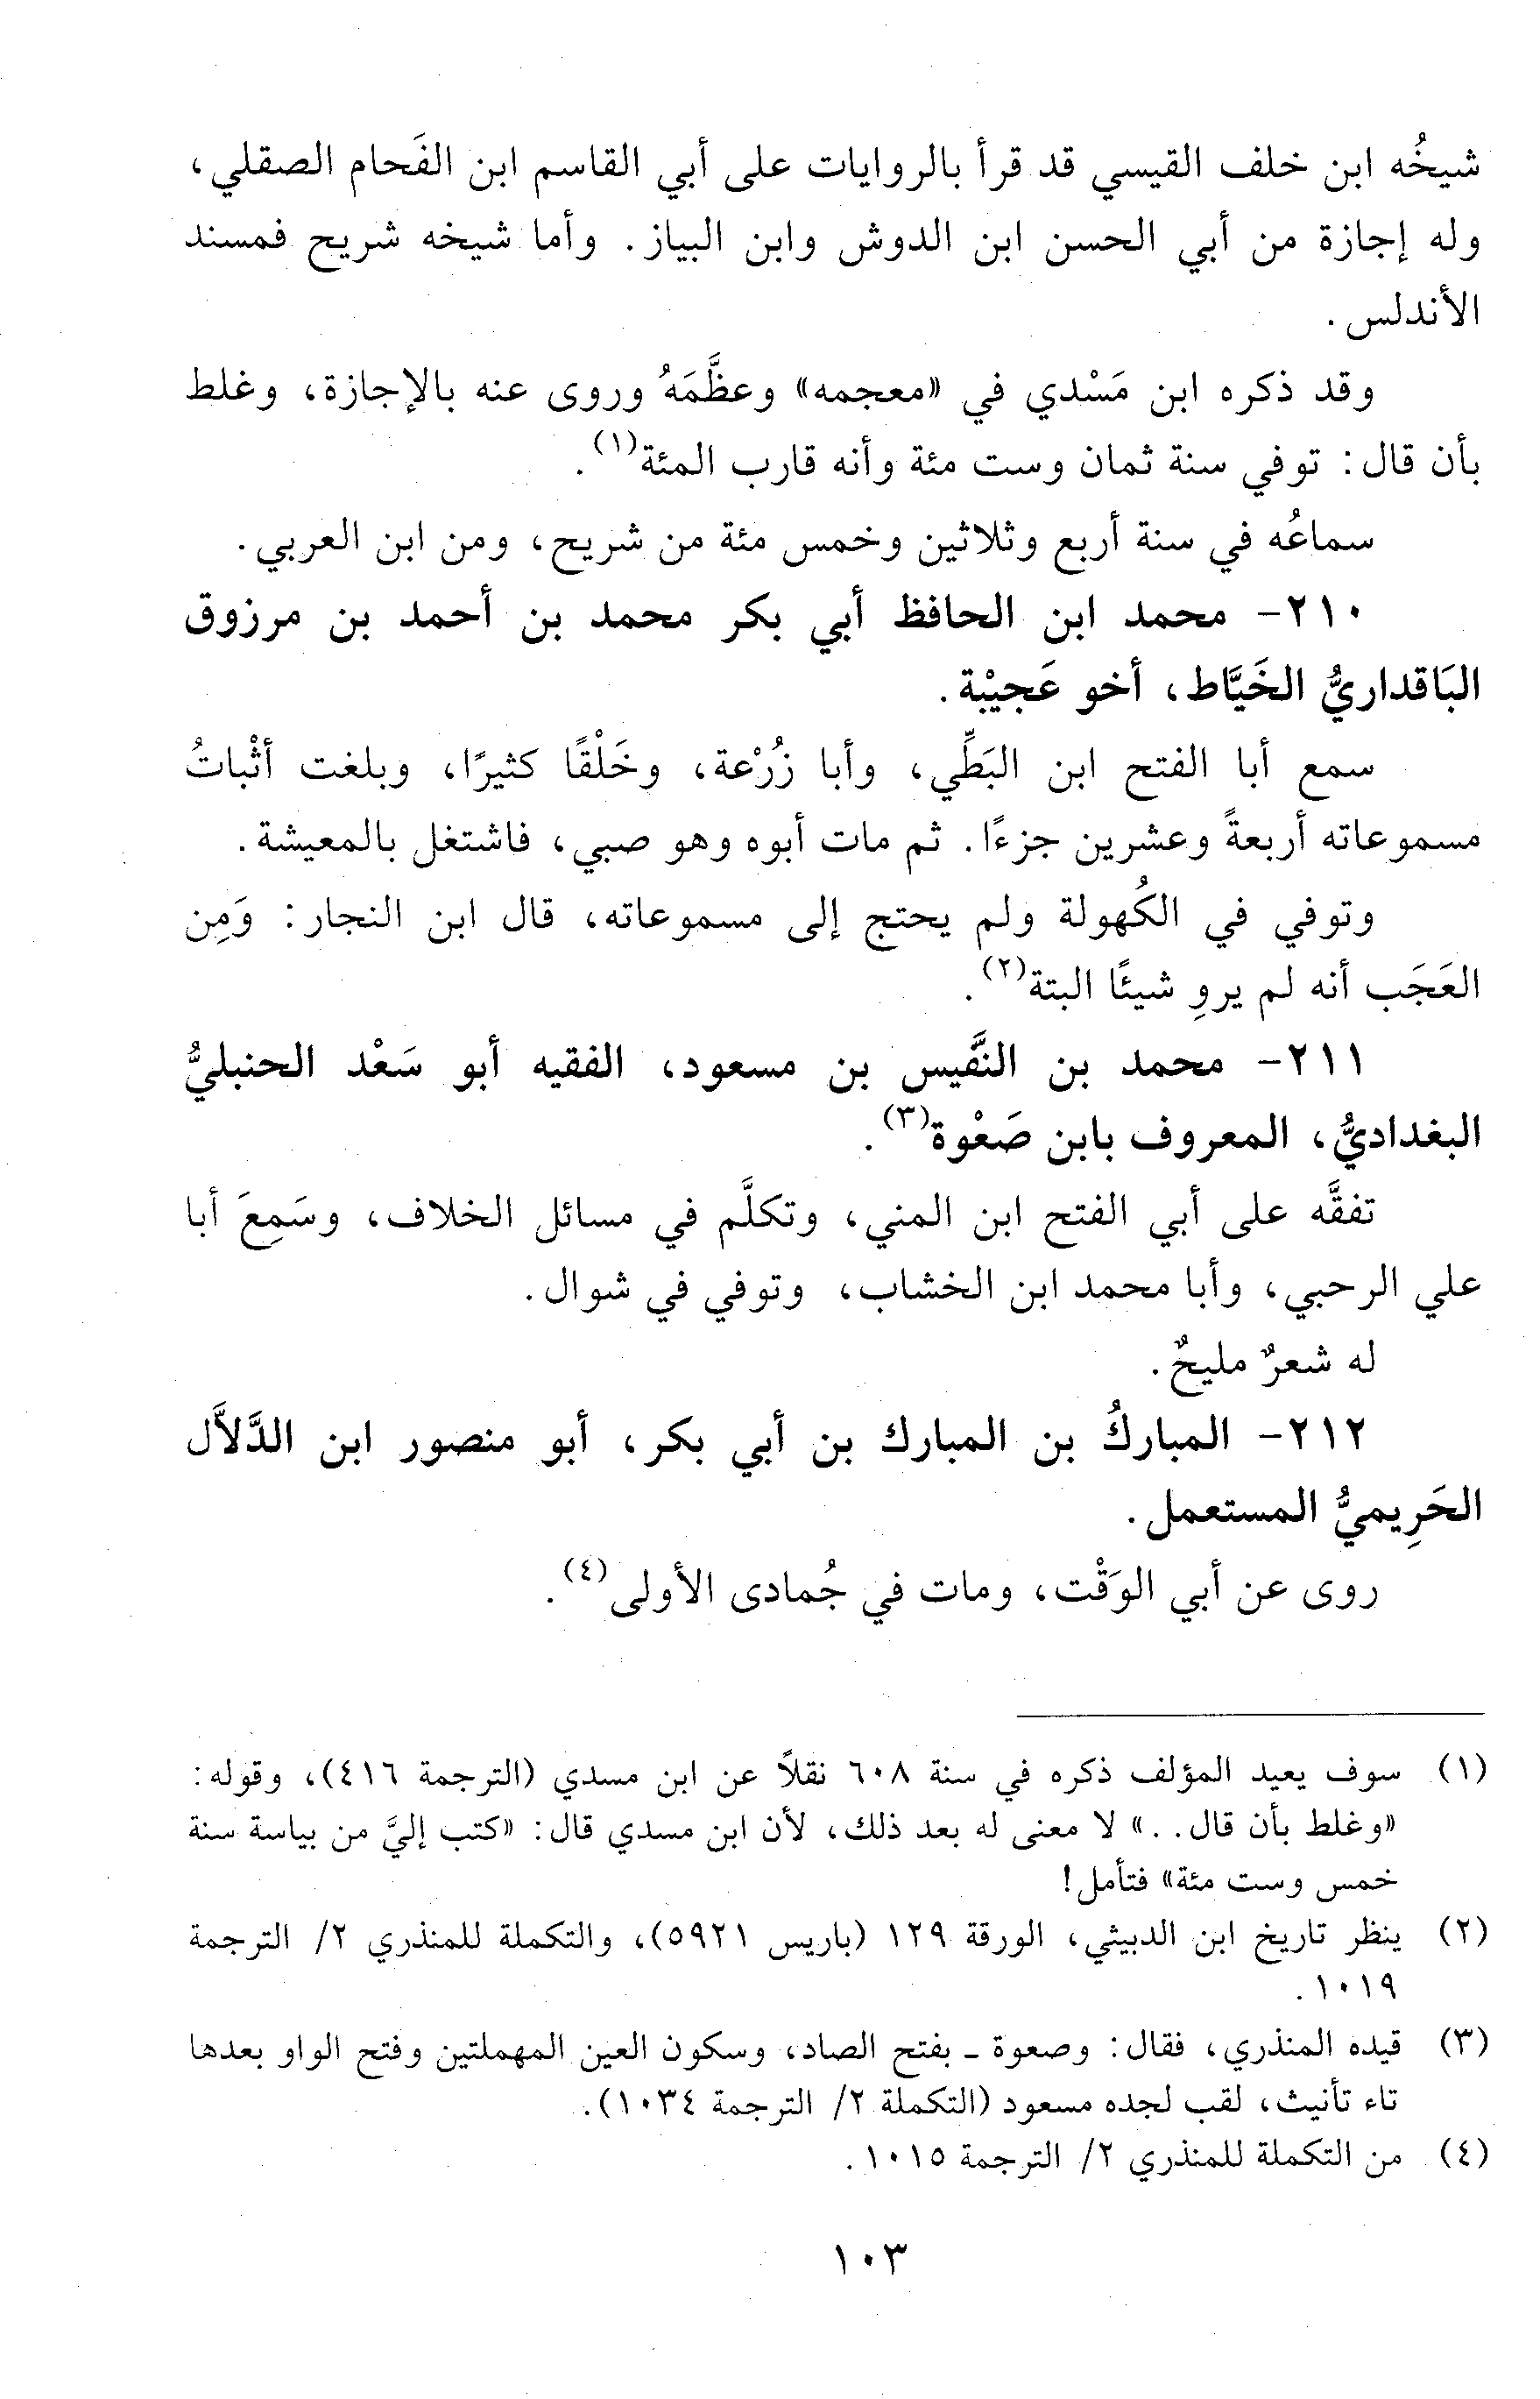 شيخُه ابن خلف القيسي قد قرأ بالروايات على أبي القاسم ابن الفَحام الصقلي،
وله إجازة من أبي الحسن ابن الدوش وابن البياز. وأما شيخه شريح فمسند
الأندلس.
وقد ذكره ابن مَسْدي في «معجمه» وعظَّمَهُ وروى عنه بالإجازة، وغلط
بأن قال: توفي سنة ثمان وست مئة وأنه قارب المئة(١).
سماعُه في سنة أربع وثلاثين وخمس مئة من شريح، ومن ابن العربي.
٢١٠- محمد ابن الحافظ أبي بكر محمد بن أحمد بن مرزوق
البَاقداريُّ الخَيَّاط، أخو عَجيْبة.
سمع أبا الفتح ابن البَطِّي، وأبا زُرْعة، وخَلْقًا كثيرًا، وبلغت أثْباتُ
مسموعاته أربعةً وعشرين جزءًا. ثم مات أبوه وهو صبي، فاشتغل بالمعيشة.
وتوفي في الكُهولة ولم يحتج إلى مسموعاته، قال ابن النجار: وَمِن
العَجَب أنه لم يروِ شيئًا البتة(٢).
٢١١- محمد بن النَّفيس بن مسعود، الفقيه أبو سَعْد الحنبليُّ
البغداديُّ، المعروف بابن صَعْوة(٣).
تفقَّه على أبي الفتح ابن المني، وتكلَّم في مسائل الخلاف، وسَمِعَ أبا
علي الرحبي، وأبا محمد ابن الخشاب، وتوفي في شوال.
له شعرٌ مليحٌ.
٢١٢- المباركُ بن المبارك بن أبي بكر، أبو منصور ابن الدَّلاَّل
الحَرِيميُّ المستعمل.
روى عن أبي الوَقْت، ومات في جُمادى الأولى(٤).
(١) سوف يعيد المؤلف ذكره في سنة ٦٠٨ نقلاً عن ابن مسدي (الترجمة ٤١٦)، وقوله:
«وغلط بأن قال..» لا معنى له بعد ذلك، لأن ابن مسدي قال: «كتب إليَّ من بياسة سنة
خمس وست مئة» فتأمل!
(٢) ينظر تاريخ ابن الدبيثي، الورقة ١٢٩ (باريس ٥٩٢١)، والتكملة للمنذري ٢/ الترجمة
١٠١٩.
(٣) قيده المنذري، فقال: وصعوة ـ بفتح الصاد، وسكون العين المهملتين وفتح الواو بعدها
تاء تأنيث، لقب لجده مسعود (التكملة ٢/ الترجمة ١٠٣٤).
(٤) من التكملة للمنذري ٢/ الترجمة ١٠١٥.
١٠٣